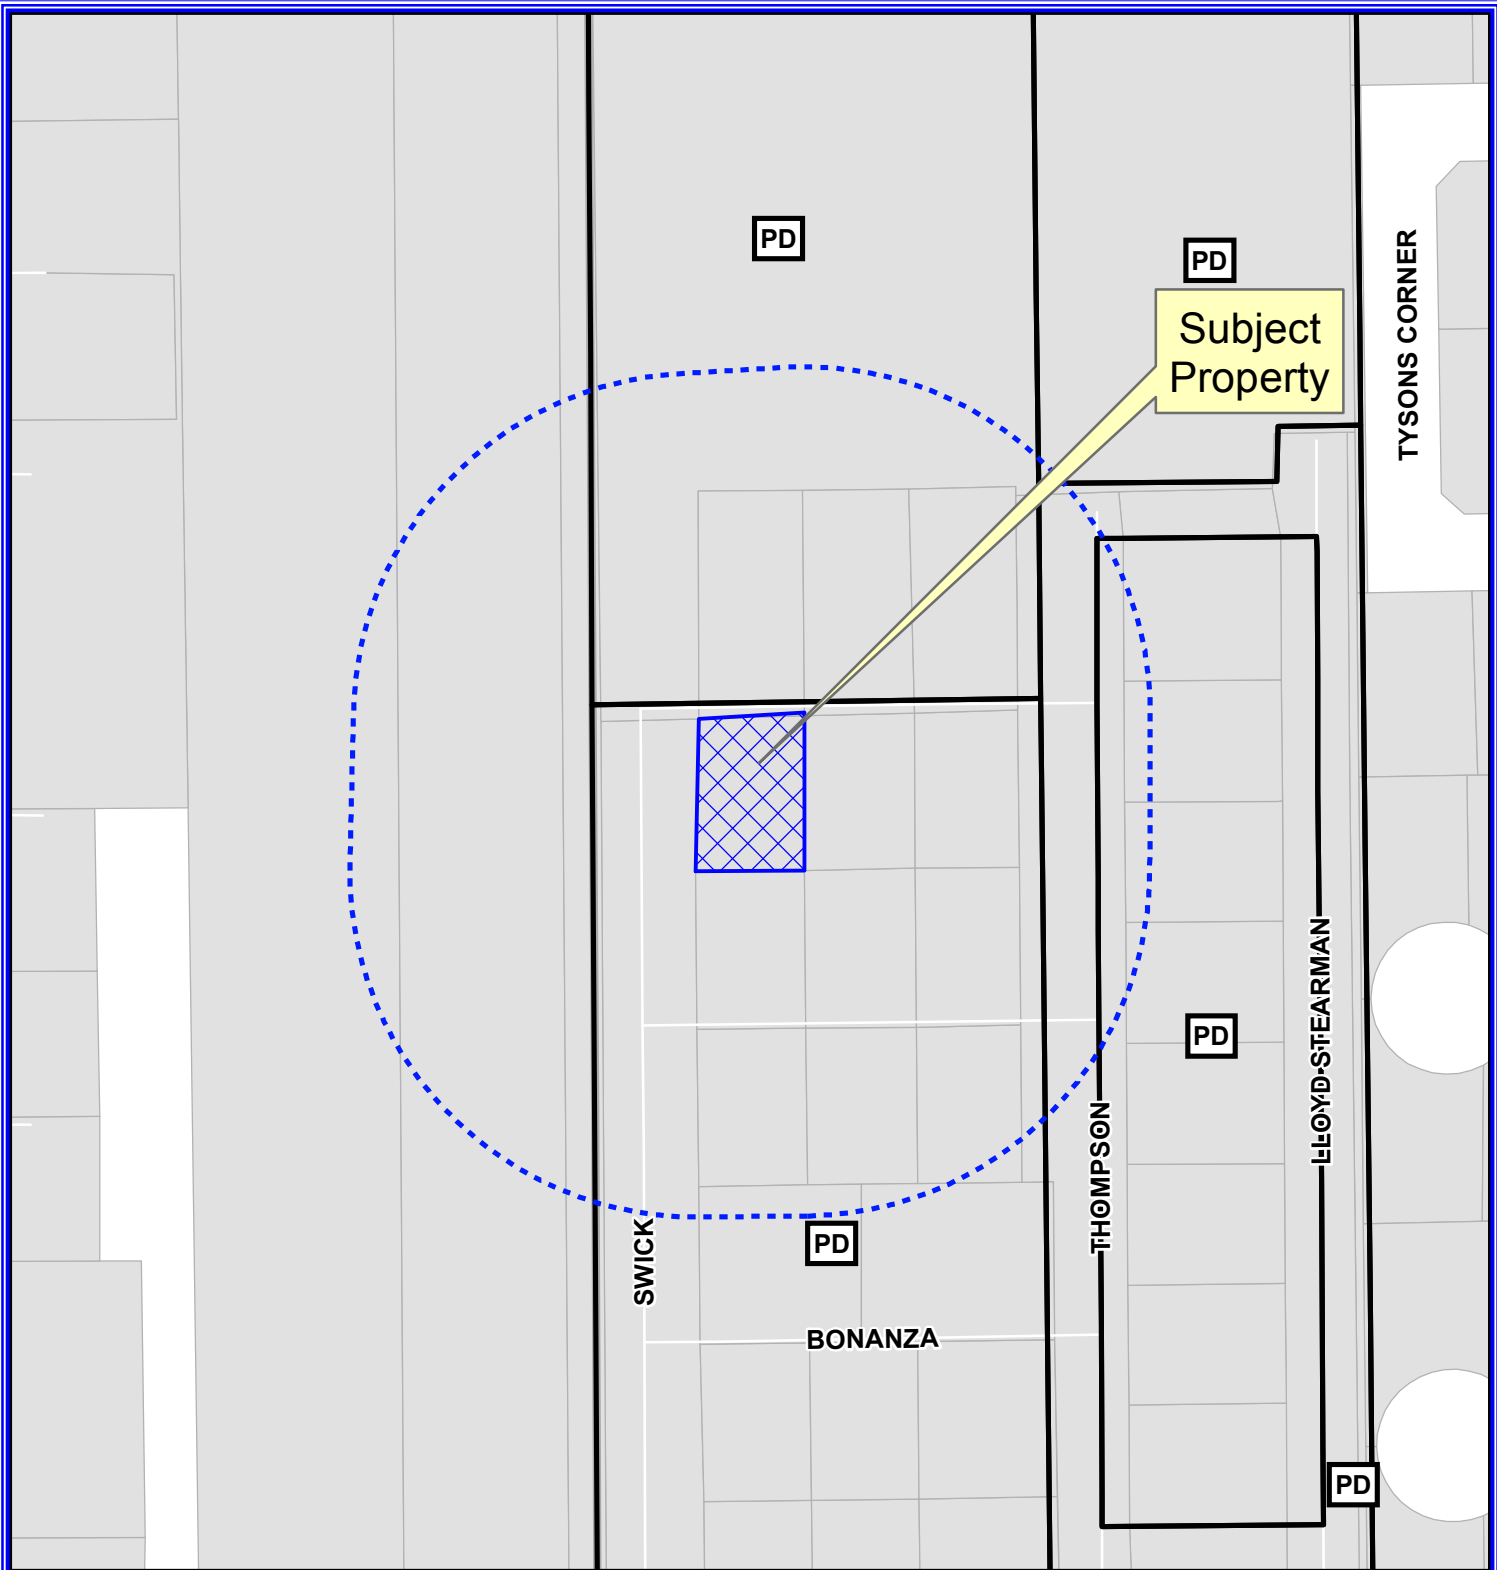 PD
PD
Subject
Property
TYSONS CORNER
LLOYD STEARMAN
PD
THOMPSON
SWICK
PD
BONANZA
PD